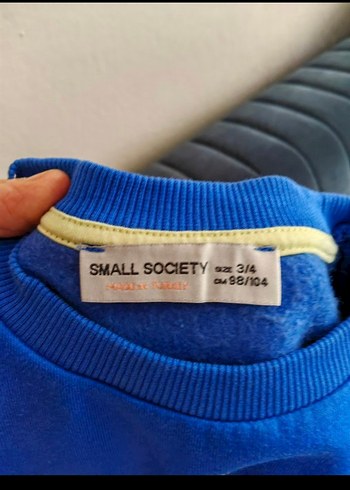 SMALL SOCIETY SIZE 3/4
CM 98/104